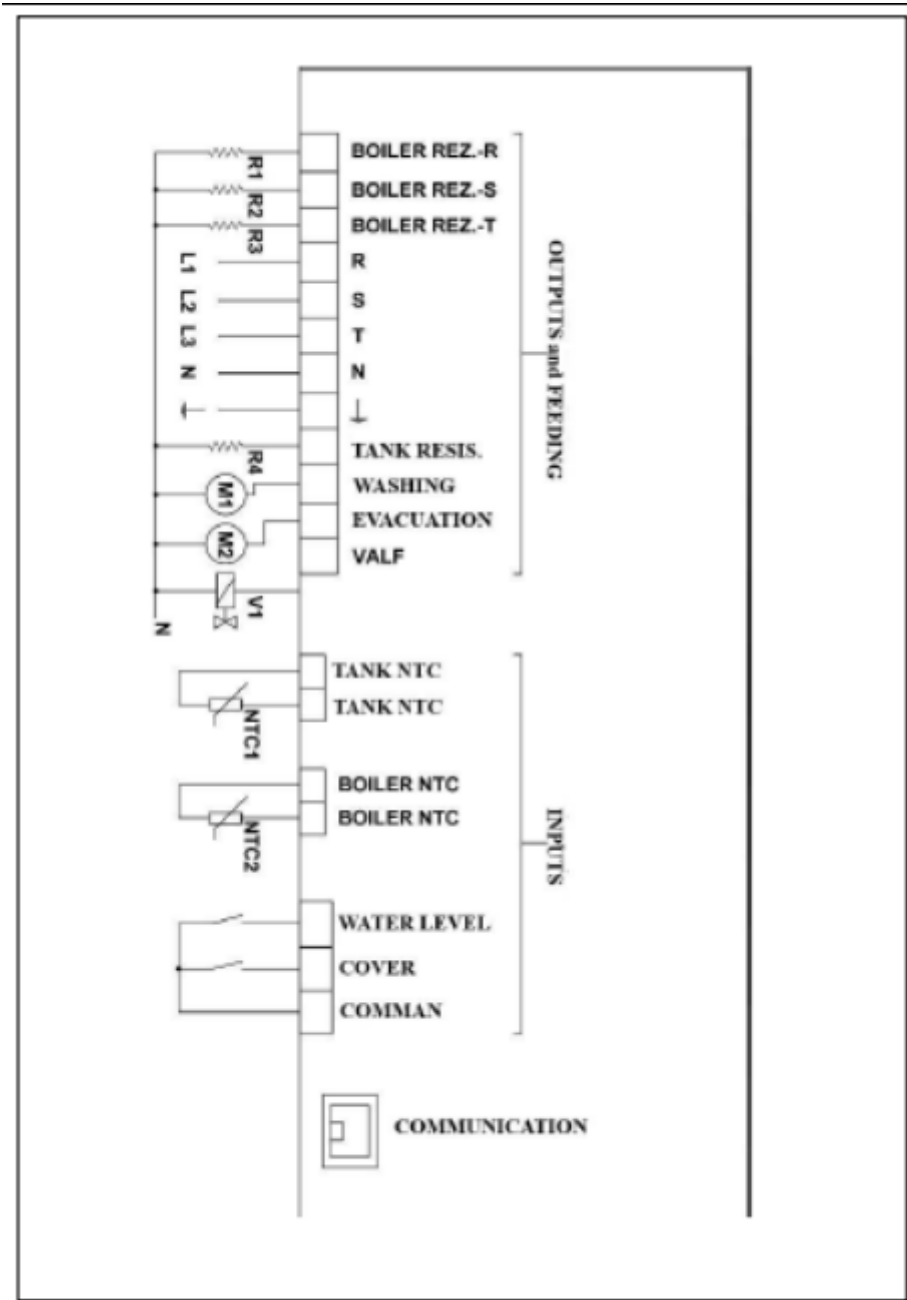 R1
BOILER REZ.-R
R2
BOILER REZ.-S
R3
BOILER REZ.-T
L1
R
L2
S
L3
T
N
N
R4
TANK RESIS.
M1
WASHING
M2
EVACUATION
VALF
V1
N
OUTPUTS and FEEDING
TANK NTC
TANK NTC
NTC1
BOILER NTC
BOILER NTC
NTC2
WATER LEVEL
COVER
COMMAN
INPUTS
COMMUNICATION